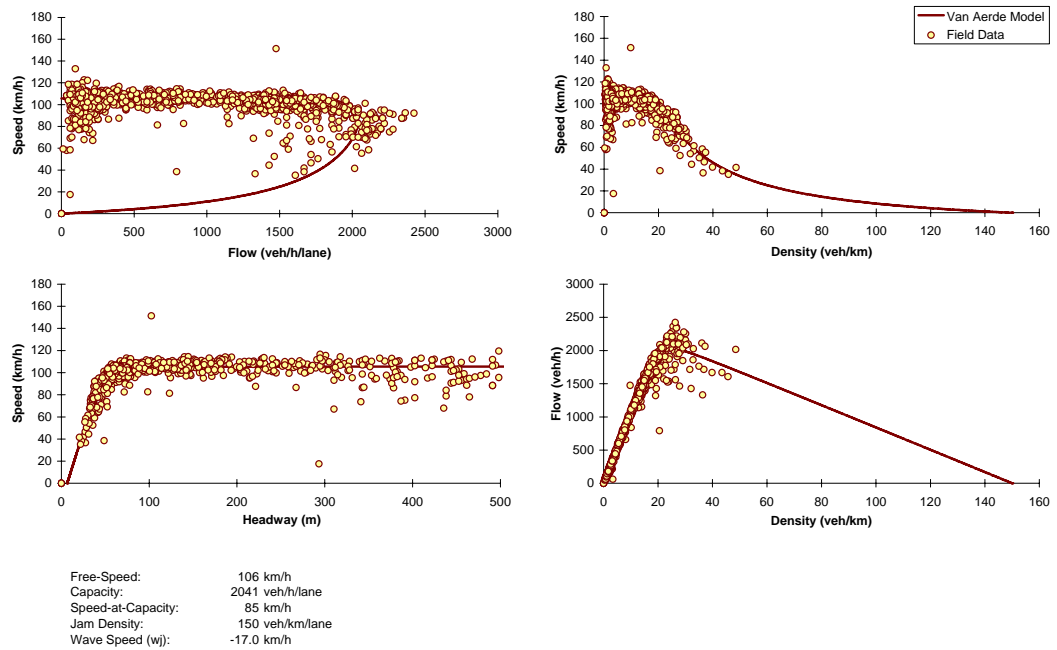 180
160
140
120
100
80
60
40
20
0
Speed (km/h)
0 500 1000 1500 2000 2500 3000
Flow (veh/h/lane)
180
160
140
120
100
80
60
40
20
0
Speed (km/h)
0 20 40 60 80 100 120 140 160
Density (veh/km)
Van Aerde Model
Field Data
180
160
140
120
100
80
60
40
20
0
Speed (km/h)
0 100 200 300 400 500
Headway (m)
3000
2500
2000
1500
1000
500
0
Flow (veh/h)
0 20 40 60 80 100 120 140 160
Density (veh/km)
Free-Speed: 106 km/h
Capacity: 2041 veh/h/lane
Speed-at-Capacity: 85 km/h
Jam Density: 150 veh/km/lane
Wave Speed (wj): -17.0 km/h